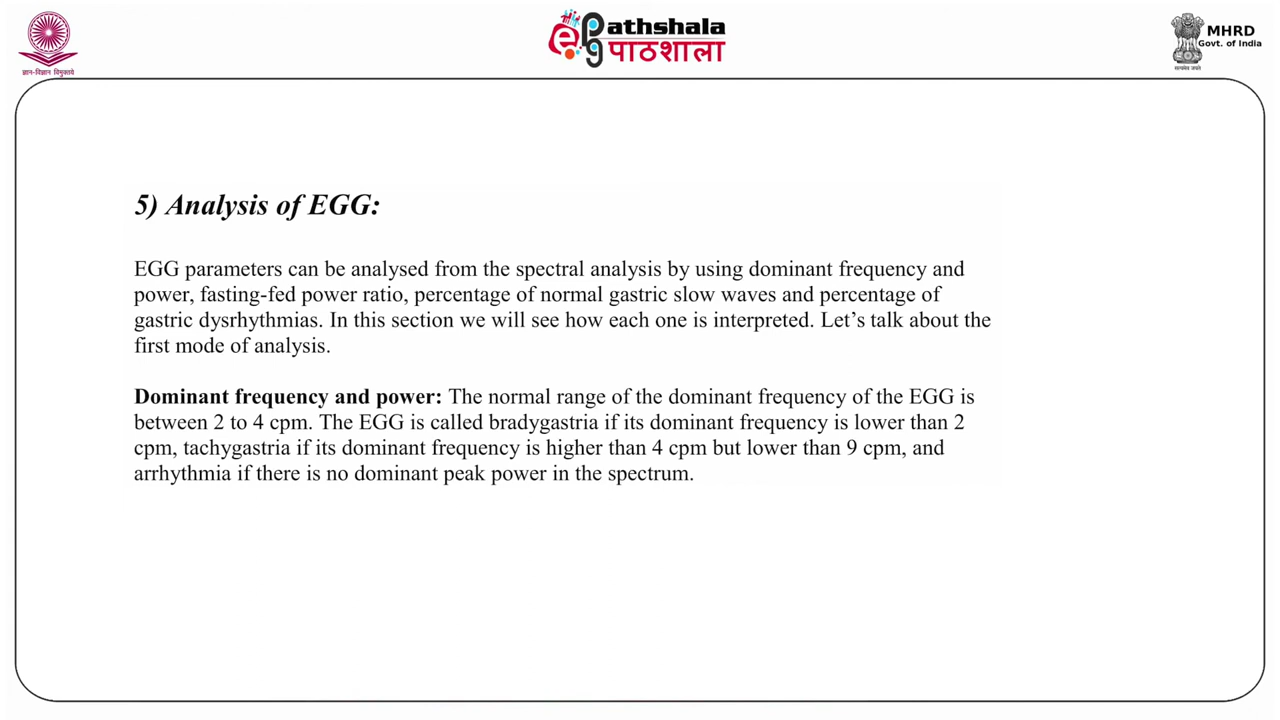 ज्ञान-विज्ञान विमुक्तये
ePG Pathshala
पाठशाला
MHRD
Govt. of India
सत्यमेव जयते
5) Analysis of EGG:
EGG parameters can be analysed from the spectral analysis by using dominant frequency and
power, fasting-fed power ratio, percentage of normal gastric slow waves and percentage of
gastric dysrhythmias. In this section we will see how each one is interpreted. Let’s talk about the
first mode of analysis.
Dominant frequency and power: The normal range of the dominant frequency of the EGG is
between 2 to 4 cpm. The EGG is called bradygastria if its dominant frequency is lower than 2
cpm, tachygastria if its dominant frequency is higher than 4 cpm but lower than 9 cpm, and
arrhythmia if there is no dominant peak power in the spectrum.